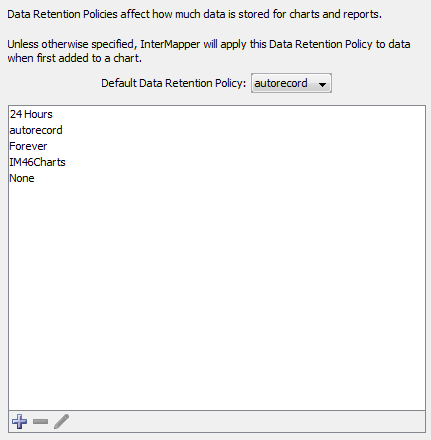 Data Retention Policies affect how much data is stored for charts and reports.
Unless otherwise specified, InterMapper will apply this Data Retention Policy to data
when first added to a chart.
Default Data Retention Policy: autorecord
24 Hours
autorecord
Forever
IM46Charts
None